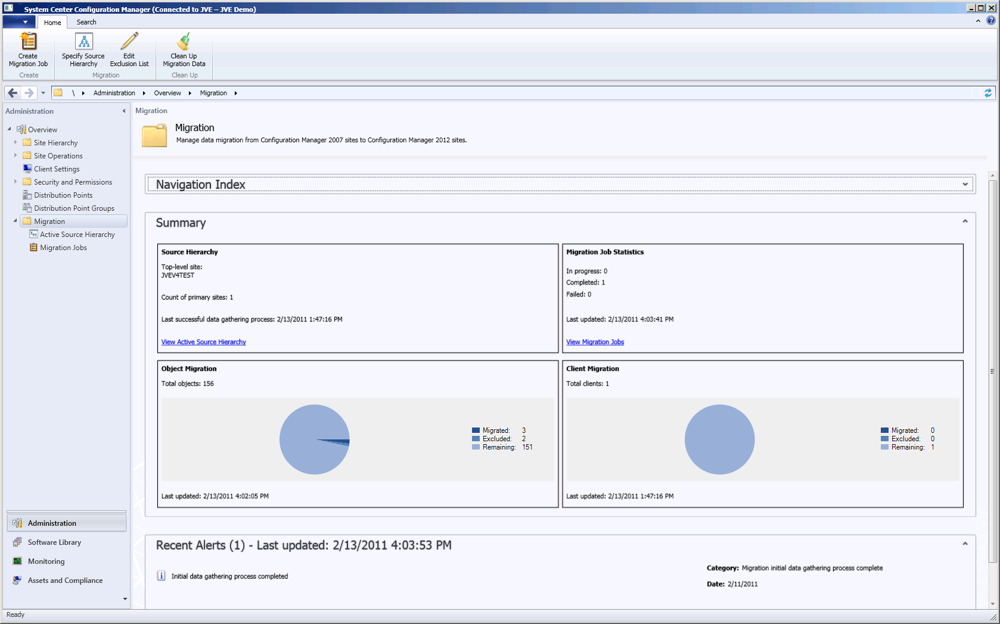 System Center Configuration Manager (Connected to JVE – JVE Demo)
Home
Search
Create
Migration Job
Create
Specify Source
Hierarchy
Edit
Exclusion List
Migration
Clean Up
Migration Data
Clean Up
\ Administration Overview Migration
Administration
Overview
Site Hierarchy
Site Operations
Client Settings
Security and Permissions
Distribution Points
Distribution Point Groups
Migration
Active Source Hierarchy
Migration Jobs
Administration
Software Library
Monitoring
Assets and Compliance
Migration
Migration
Manage data migration from Configuration Manager 2007 sites to Configuration Manager 2012 sites.
Navigation Index
Summary
Source Hierarchy
Top-level site:
JVEV4TEST
Count of primary sites: 1
Last successful data gathering process: 2/13/2011 1:47:16 PM
View Active Source Hierarchy
Migration Job Statistics
In progress: 0
Completed: 1
Failed: 0
Last updated: 2/13/2011 4:03:41 PM
View Migration Jobs
Object Migration
Total objects: 156
Migrated: 3
Excluded: 2
Remaining: 151
Last updated: 2/13/2011 4:02:05 PM
Client Migration
Total clients: 1
Migrated: 0
Excluded: 0
Remaining: 1
Last updated: 2/13/2011 1:47:16 PM
Recent Alerts (1) - Last updated: 2/13/2011 4:03:53 PM
Initial data gathering process completed
Category: Migration initial data gathering process complete
Date: 2/11/2011
Ready